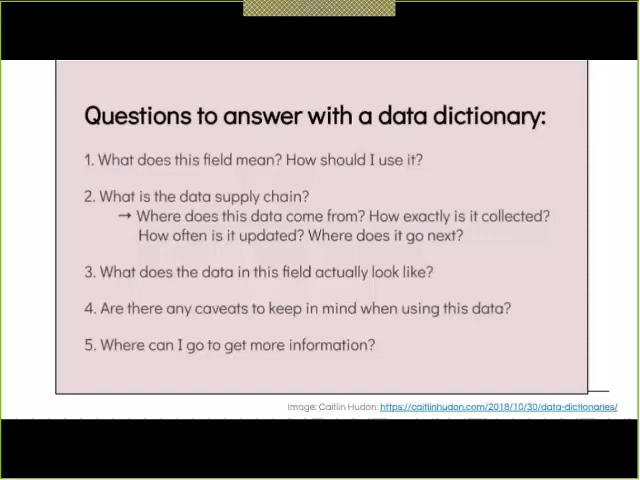 Questions to answer with a data dictionary:
1. What does this field mean? How should I use it?
2. What is the data supply chain?
→ Where does this data come from? How exactly is it collected?
How often is it updated? Where does it go next?
3. What does the data in this field actually look like?
4. Are there any caveats to keep in mind when using this data?
5. Where can I go to get more information?
Image: Caitlin Hudon: https://caitlinhudon.com/2018/10/30/data-dictionaries/